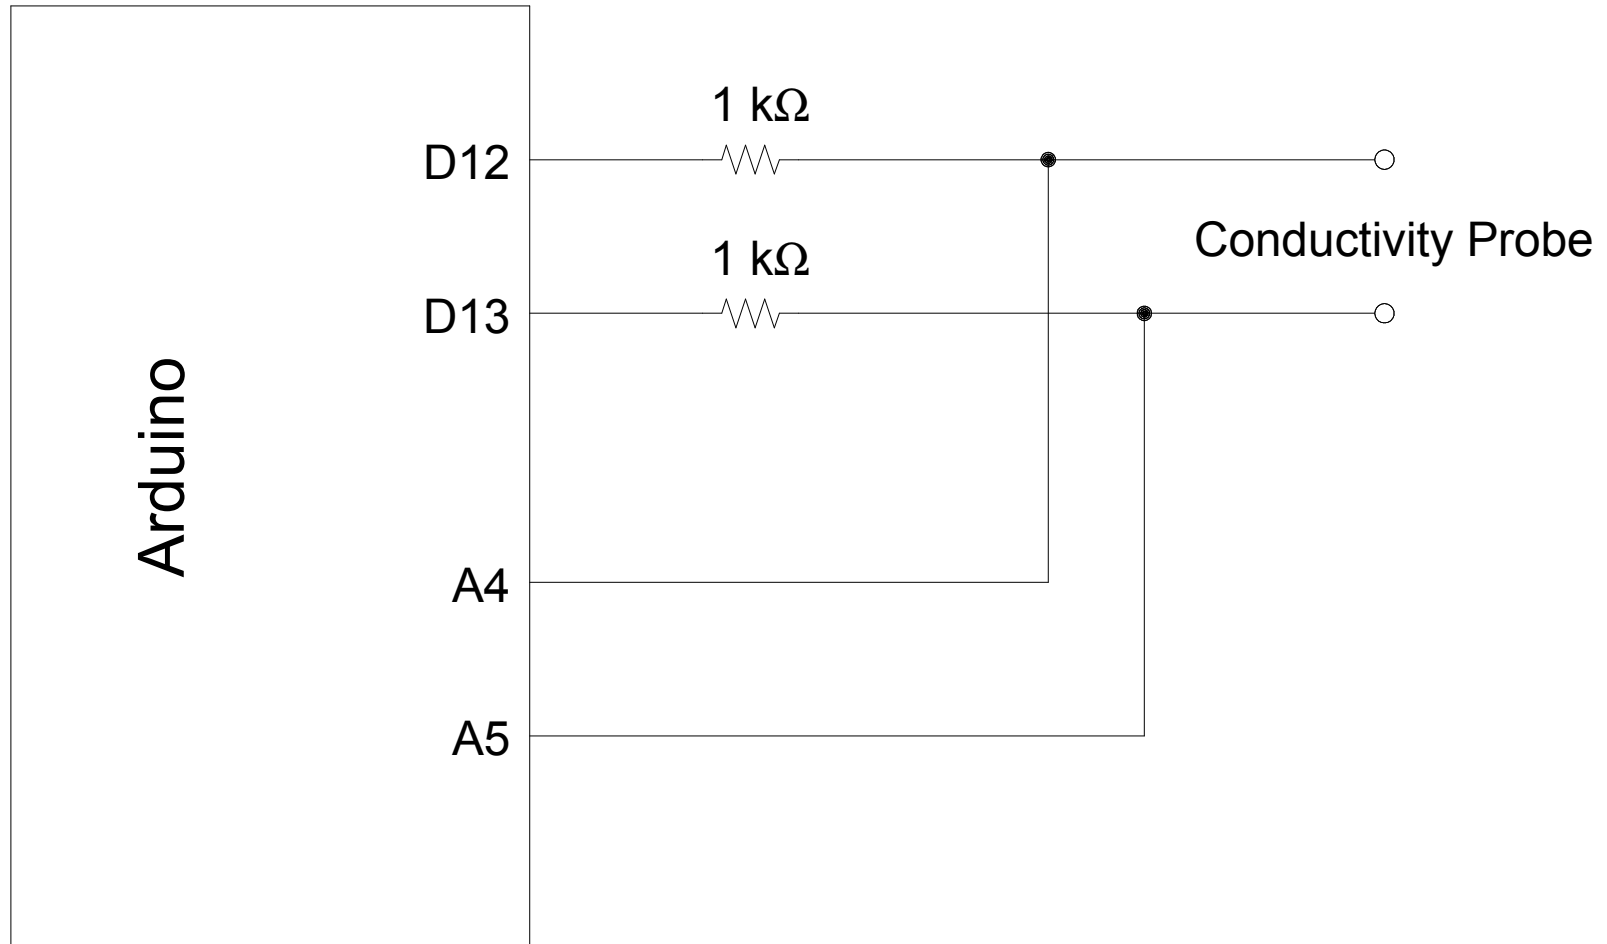 1 kΩ
D12
1 kΩ
Conductivity Probe
D13
Arduino
A4
A5